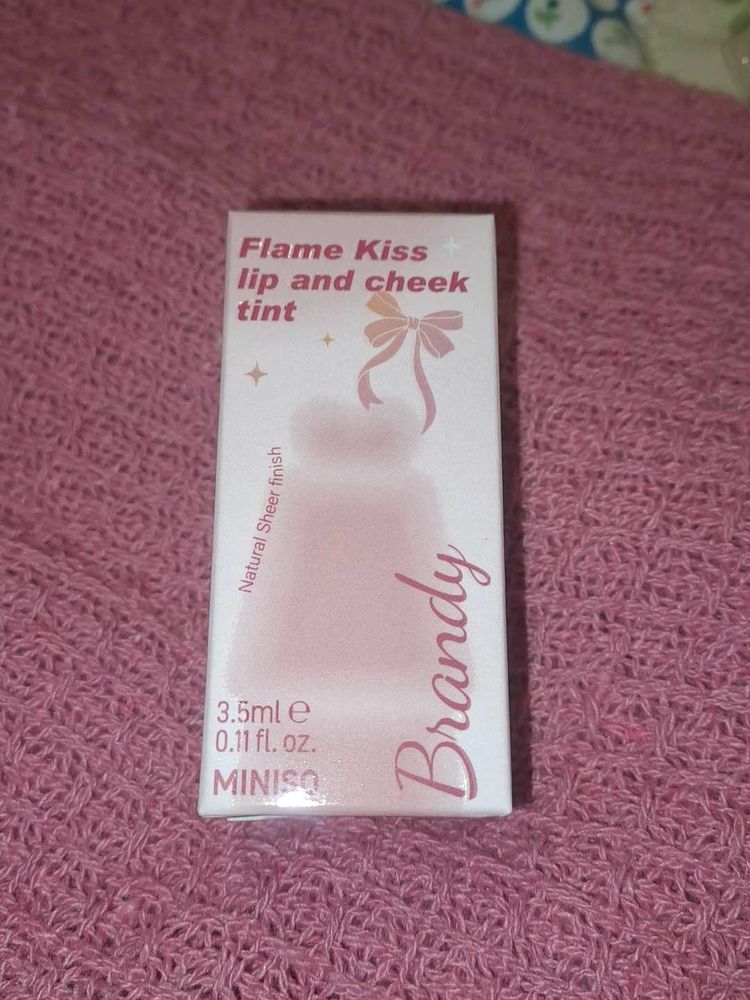 Flame Kiss
lip and cheek
tint
Natural Sheer finish
Brandy
3.5ml ℮
0.11 fl. oz.
MINISO